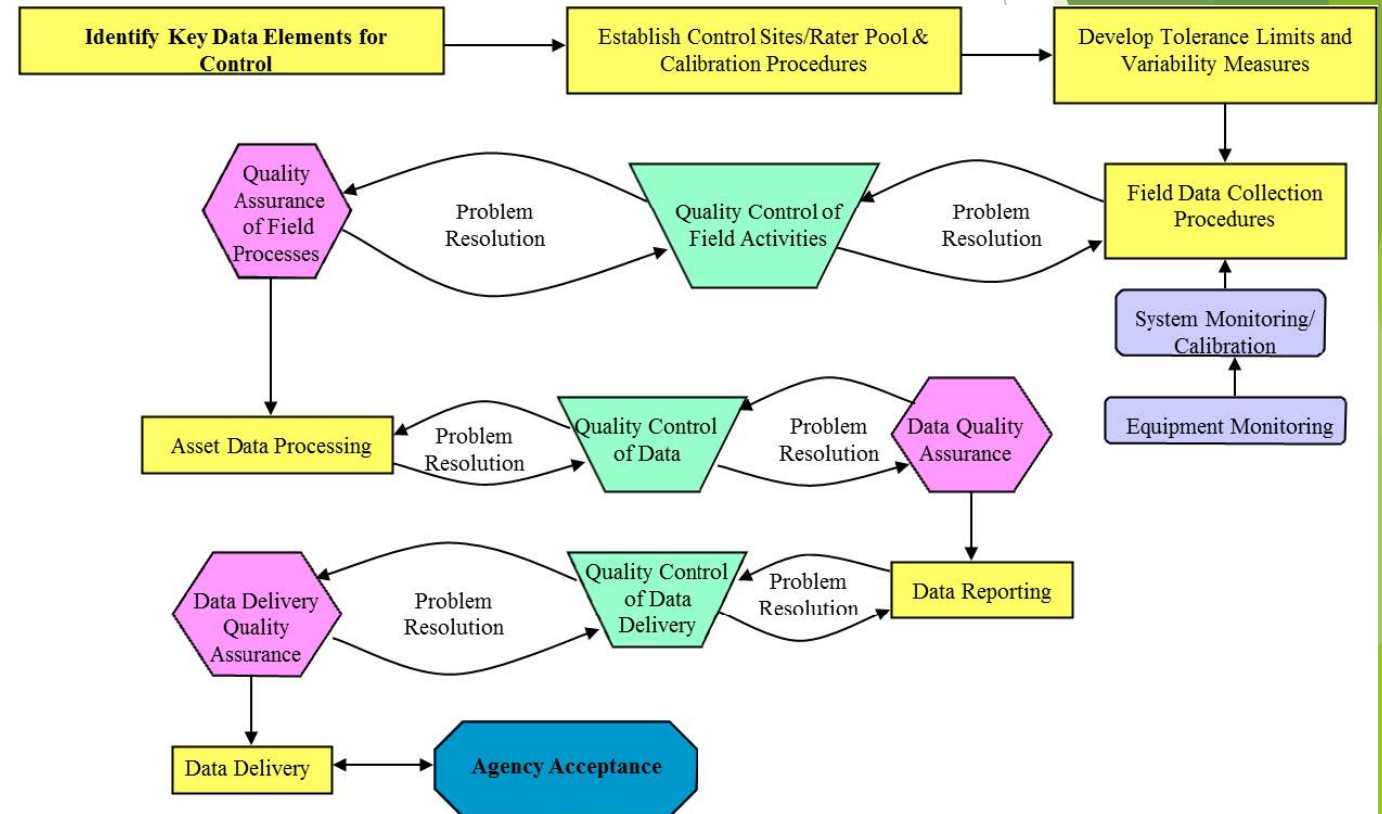 Identify Key Data Elements for
Control
Establish Control Sites/Rater Pool &
Calibration Procedures
Develop Tolerance Limits and
Variability Measures
Quality
Assurance
of Field
Processes
Problem
Resolution
Quality Control of
Field Activities
Problem
Resolution
Field Data Collection
Procedures
System Monitoring/
Calibration
Equipment Monitoring
Asset Data Processing
Problem
Resolution
Quality Control
of Data
Problem
Resolution
Data Quality
Assurance
Data Delivery
Quality
Assurance
Problem
Resolution
Quality Control
of Data
Delivery
Problem
Resolution
Data Reporting
Data Delivery
Agency Acceptance